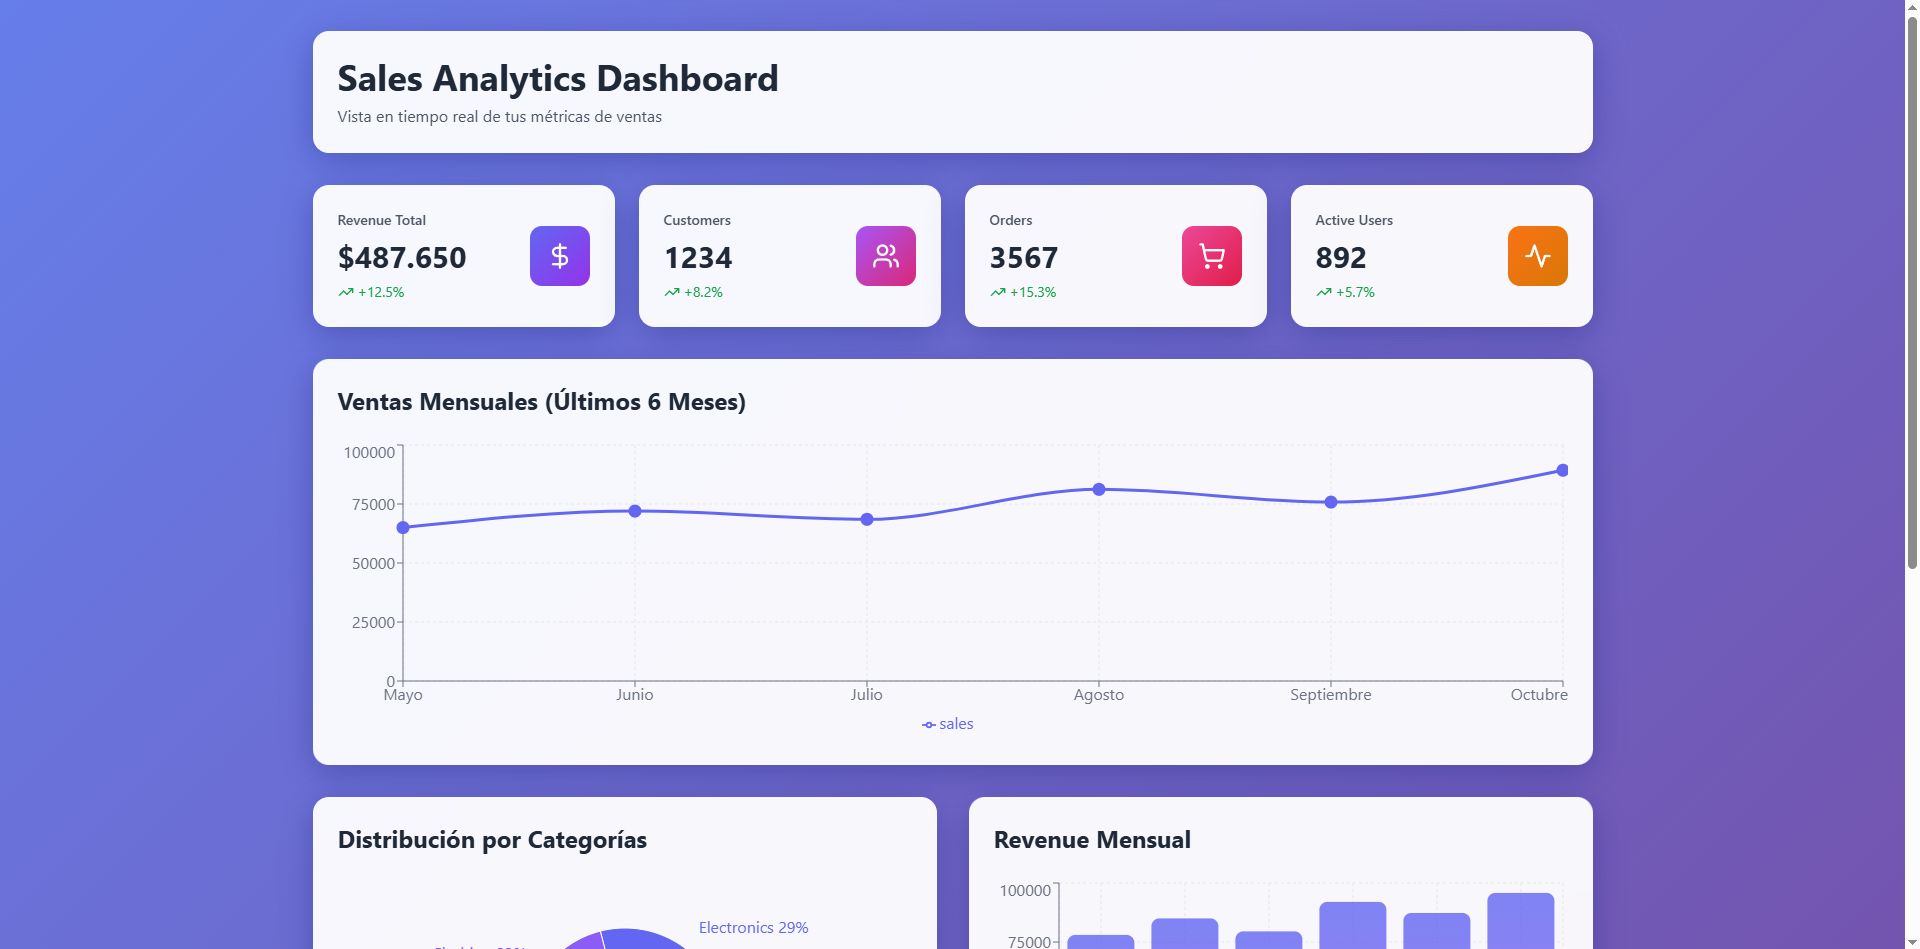 Sales Analytics Dashboard
Vista en tiempo real de tus métricas de ventas
Revenue Total
$487.650
+12.5%
Customers
1234
+8.2%
Orders
3567
+15.3%
Active Users
892
+5.7%
Ventas Mensuales (Últimos 6 Meses)
100000
75000
50000
25000
0
Mayo Junio Julio Agosto Septiembre Octubre
sales
Distribución por Categorías
Electronics 29%
Revenue Mensual
100000
75000